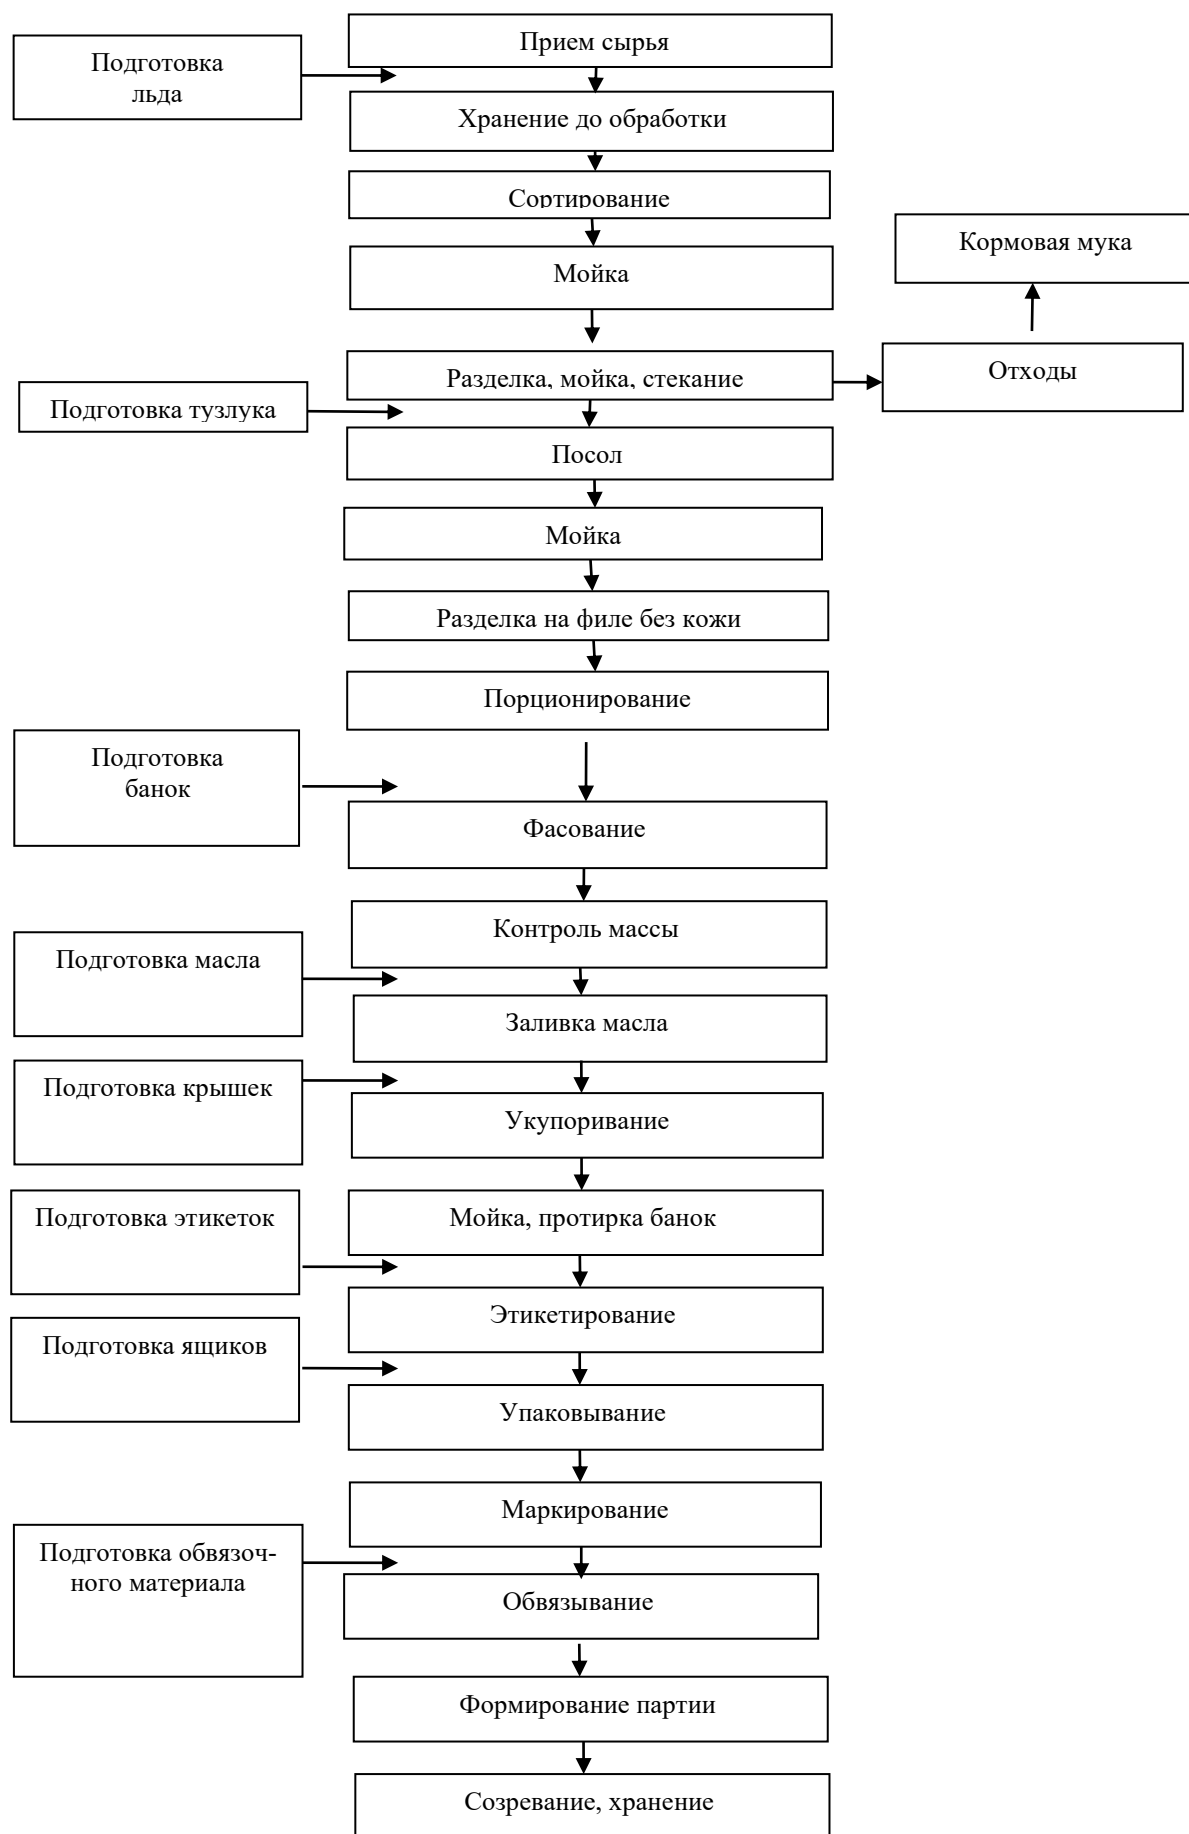 Прием сырья
Подготовка
льда
Хранение до обработки
Сортирование
Кормовая мука
Мойка
Разделка, мойка, стекание
Отходы
Подготовка тузлука
Посол
Мойка
Разделка на филе без кожи
Порционирование
Подготовка
банок
Фасование
Контроль массы
Подготовка масла
Заливка масла
Подготовка крышек
Укупоривание
Подготовка этикеток
Мойка, протирка банок
Этикетирование
Подготовка ящиков
Упаковывание
Маркирование
Подготовка обвязоч-
ного материала
Обвязывание
Формирование партии
Созревание, хранение